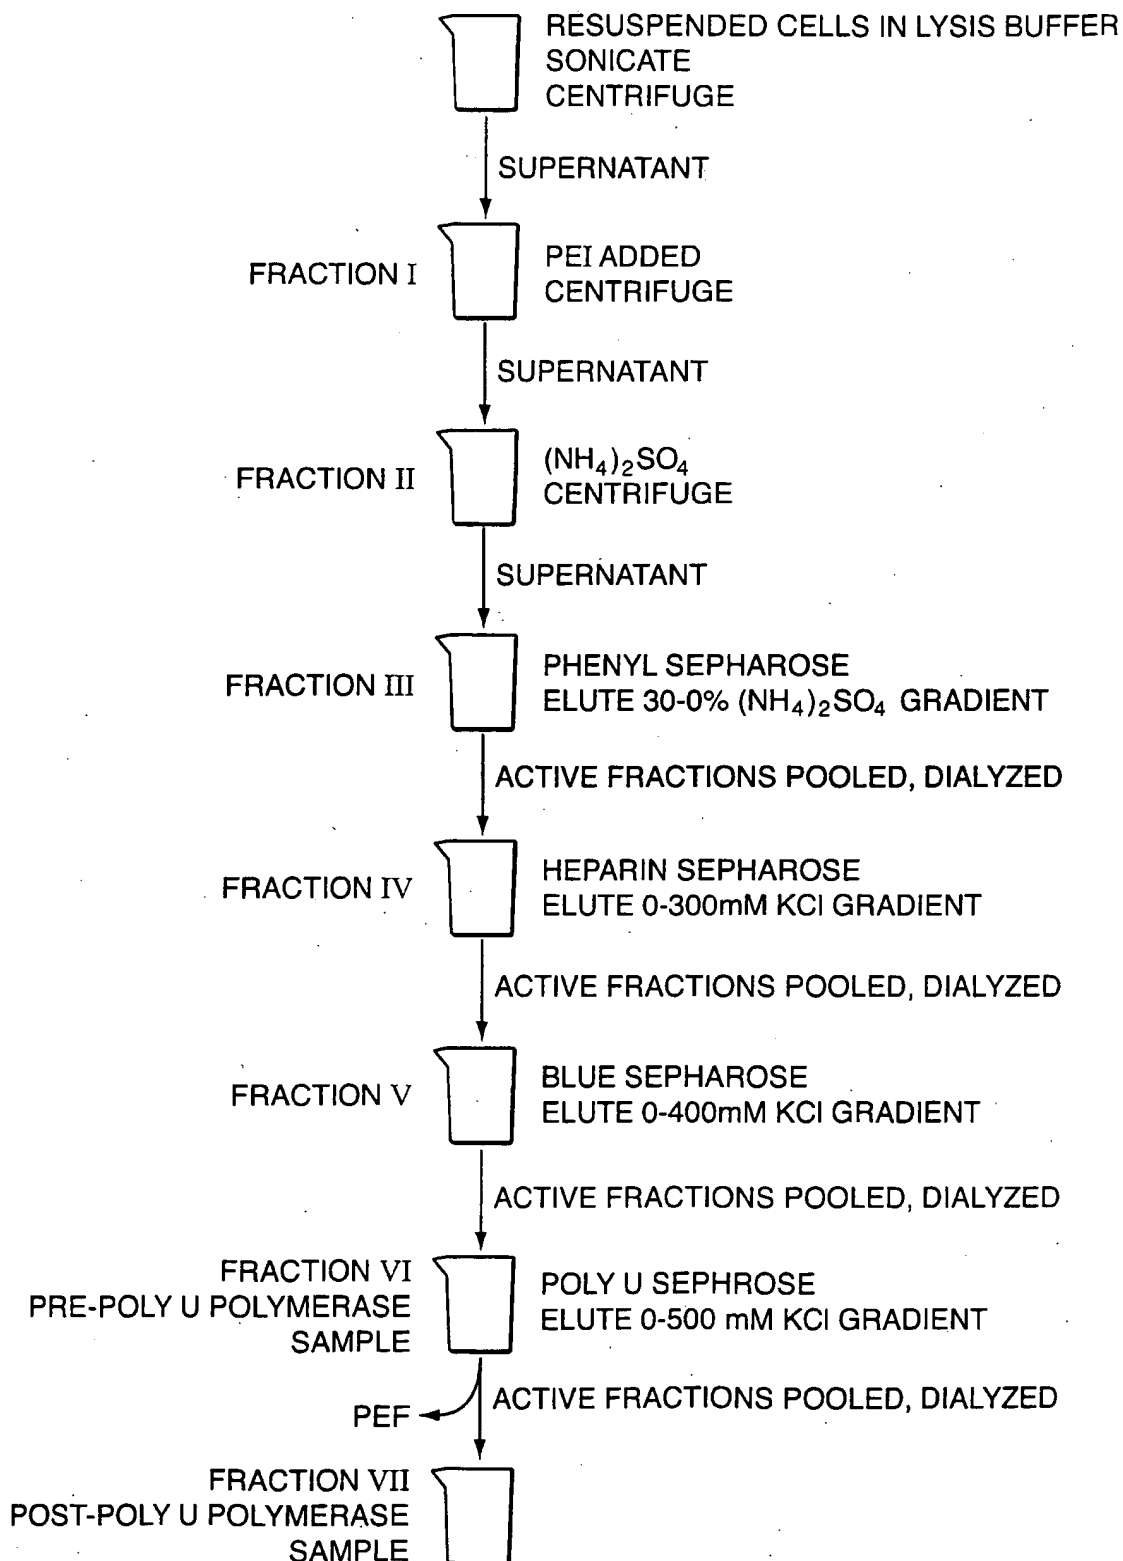 RESUSPENDED CELLS IN LYSIS BUFFER
SONICATE
CENTRIFUGE
SUPERNATANT
FRACTION I
PEI ADDED
CENTRIFUGE
SUPERNATANT
FRACTION II
(NH4)2SO4
CENTRIFUGE
SUPERNATANT
FRACTION III
PHENYL SEPHAROSE
ELUTE 30-0% (NH4)2SO4 GRADIENT
ACTIVE FRACTIONS POOLED, DIALYZED
FRACTION IV
HEPARIN SEPHAROSE
ELUTE 0-300mM KCl GRADIENT
ACTIVE FRACTIONS POOLED, DIALYZED
FRACTION V
BLUE SEPHAROSE
ELUTE 0-400mM KCl GRADIENT
ACTIVE FRACTIONS POOLED, DIALYZED
FRACTION VI
PRE-POLY U POLYMERASE
SAMPLE
POLY U SEPHROSE
ELUTE 0-500 mM KCl GRADIENT
ACTIVE FRACTIONS POOLED, DIALYZED
PEF
FRACTION VII
POST-POLY U POLYMERASE
SAMPLE